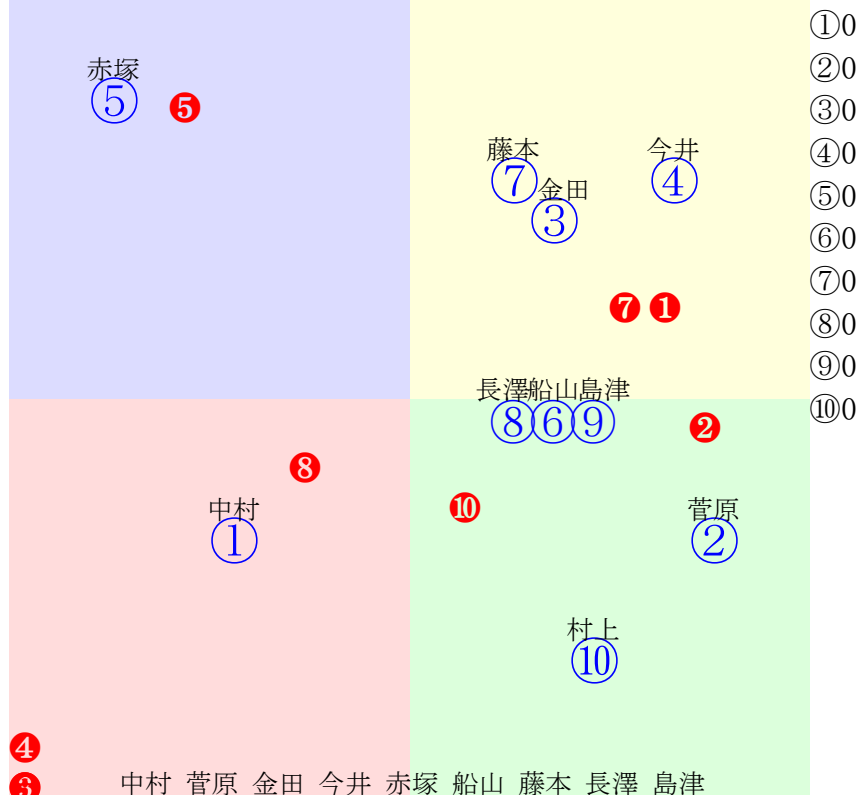 ①0
赤塚
②0
⑤ ❺
③0
藤本 今井
④0
⑦ 金田 ④
⑤0
③
⑥0
⑦0
❼ ❶
⑧0
⑨0
長澤船山島津
⑩0
⑧⑥⑨ ❷
❽
中村 ❿ 菅原
① ②
村上
⑩
❹
中村 菅原 金田 今井 赤塚 船山 藤本 長澤 島津